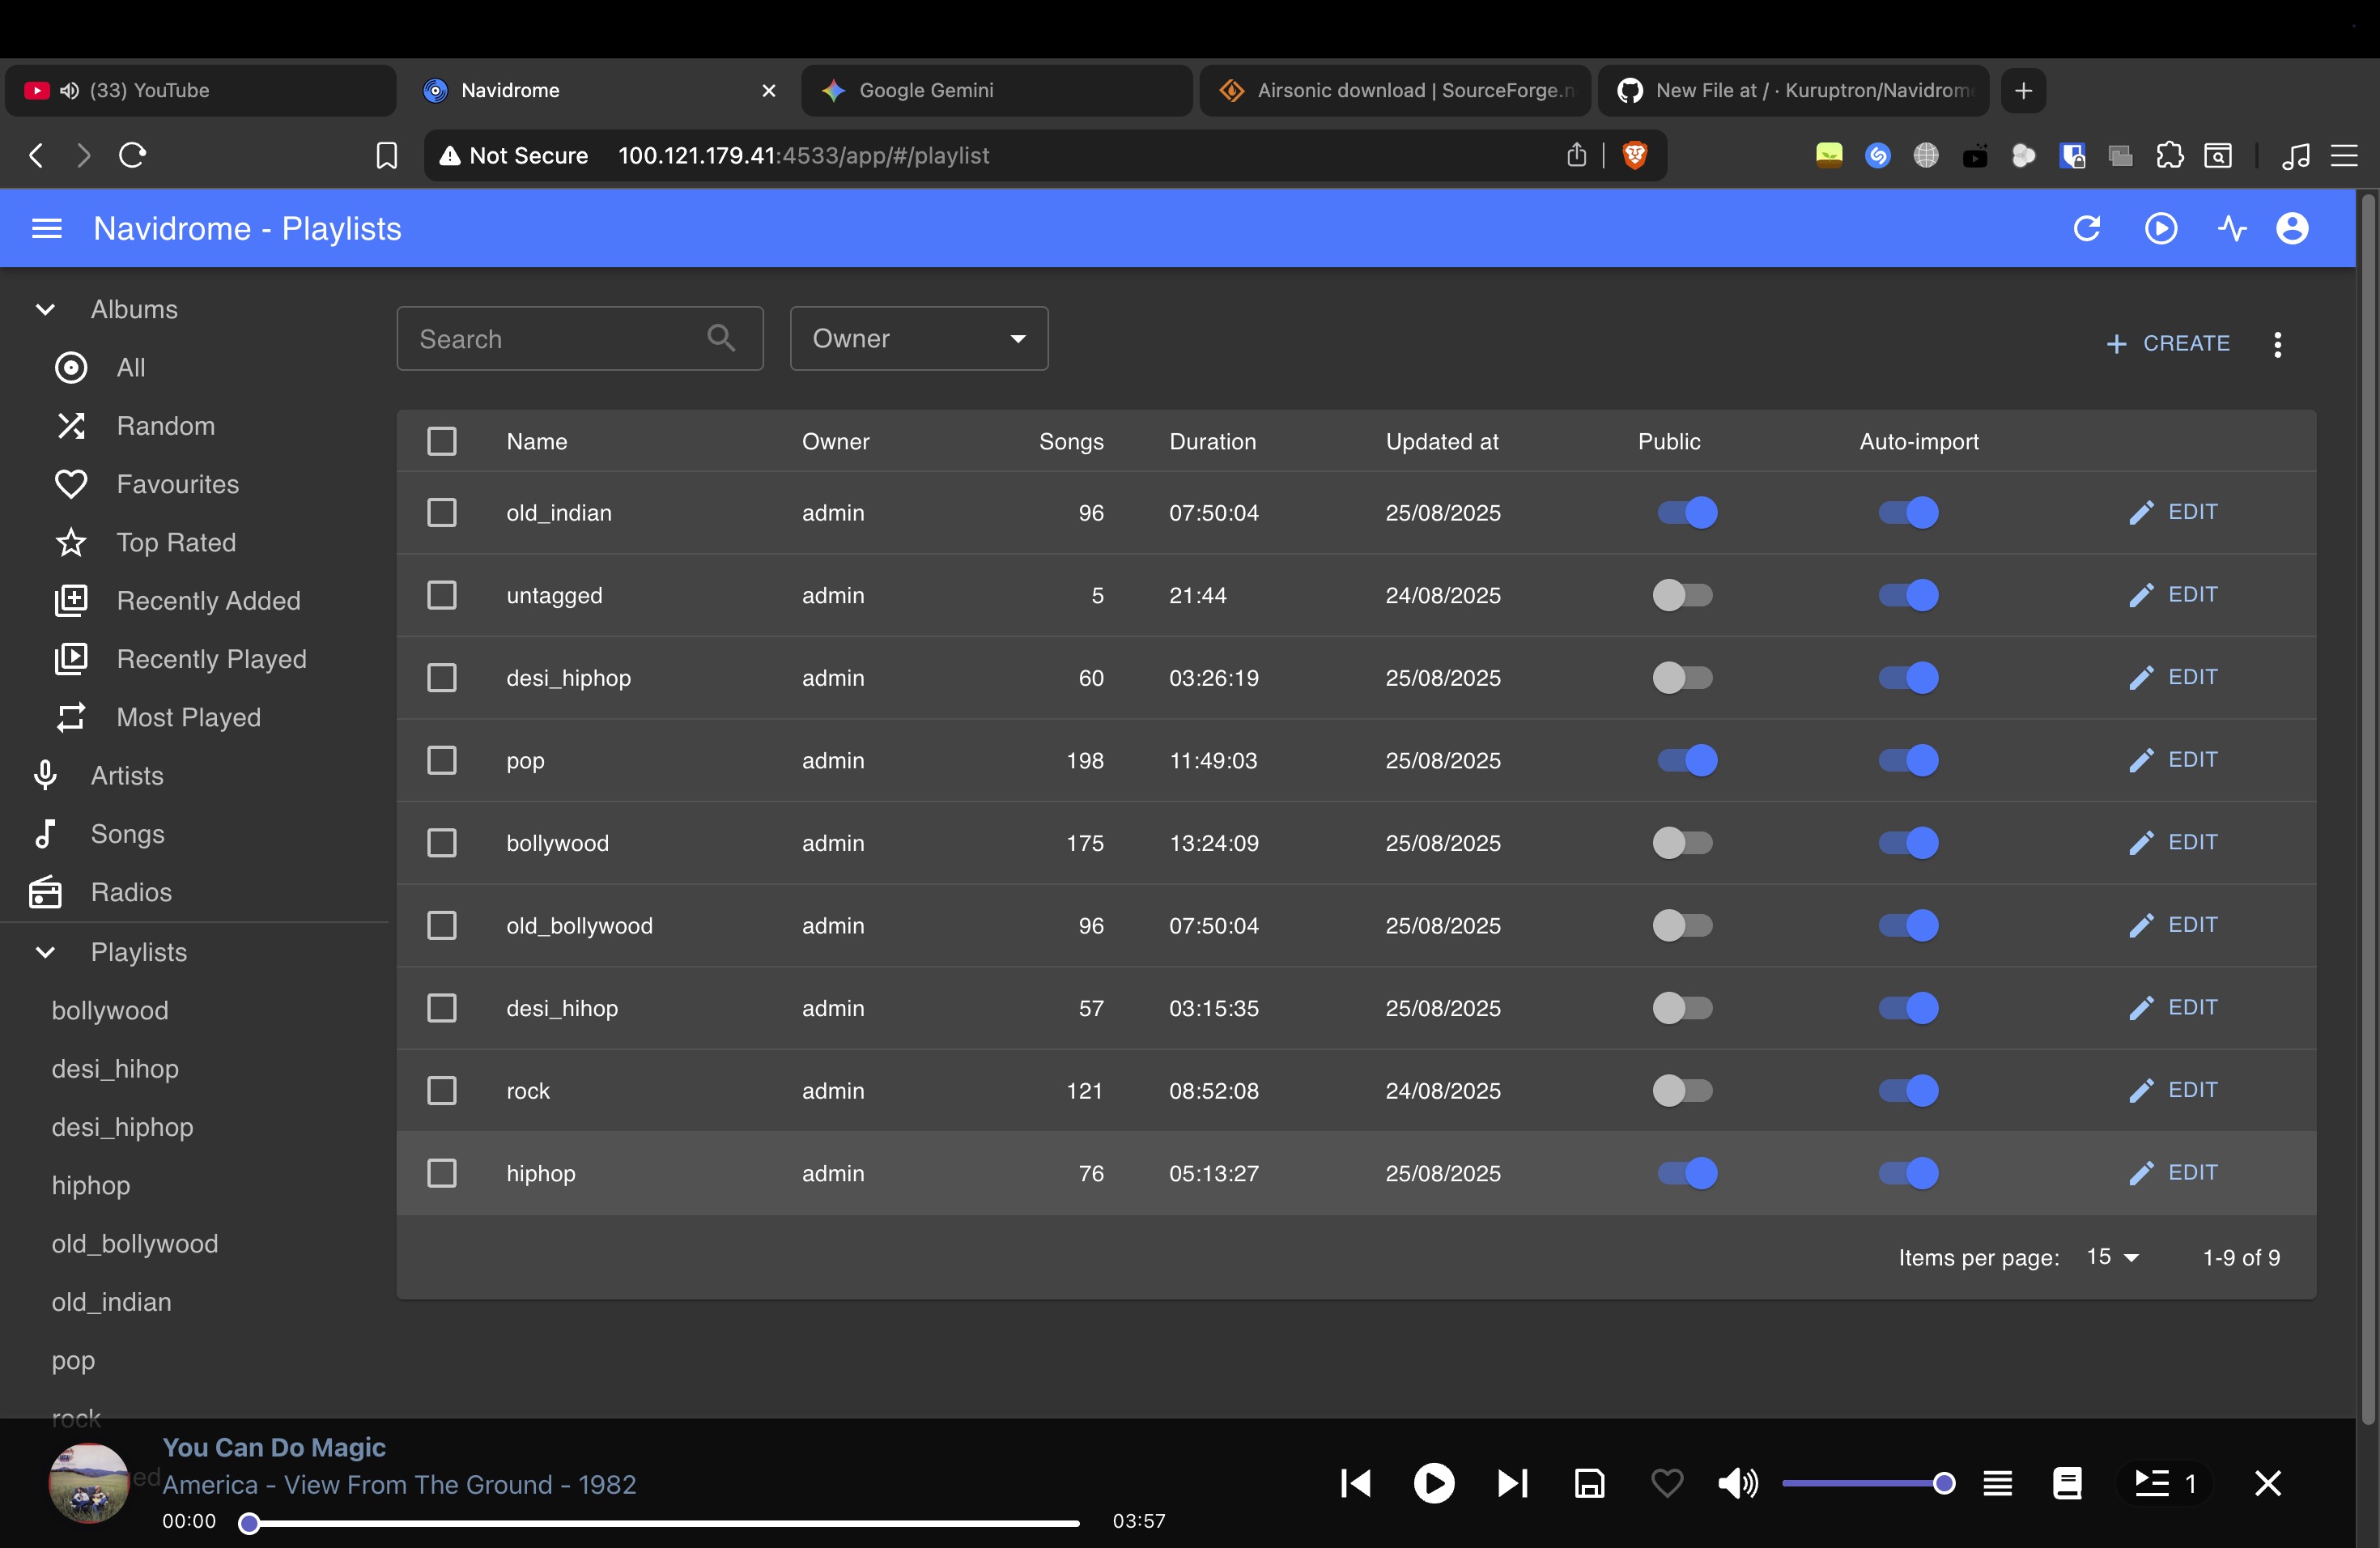 (33) YouTube
Navidrome
Google Gemini
Airsonic download | SourceForge.n
New File at / · Kuruptron/Navidrom
Not Secure 100.121.179.41:4533/app/#/playlist
Navidrome - Playlists
Albums
All
Random
Favourites
Top Rated
Recently Added
Recently Played
Most Played
Artists
Songs
Radios
Playlists
bollywood
desi_hihop
desi_hiphop
hiphop
old_bollywood
old_indian
pop
rock
Search
Owner
CREATE
Name Owner Songs Duration Updated at Public Auto-import
old_indian admin 96 07:50:04 25/08/2025 EDIT
untagged admin 5 21:44 24/08/2025 EDIT
desi_hiphop admin 60 03:26:19 25/08/2025 EDIT
pop admin 198 11:49:03 25/08/2025 EDIT
bollywood admin 175 13:24:09 25/08/2025 EDIT
old_bollywood admin 96 07:50:04 25/08/2025 EDIT
desi_hihop admin 57 03:15:35 25/08/2025 EDIT
rock admin 121 08:52:08 24/08/2025 EDIT
hiphop admin 76 05:13:27 25/08/2025 EDIT
Items per page: 15 1-9 of 9
You Can Do Magic
America - View From The Ground - 1982
00:00 03:57
1